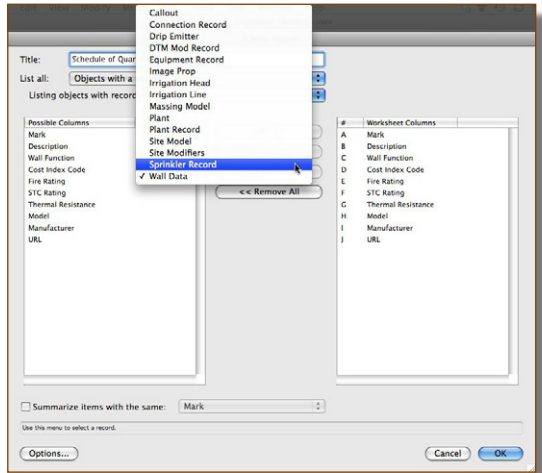 Edit View Modify
Callout
Connection Record
Drip Emitter
DTM Mod Record
Equipment Record
Image Prop
Irrigation Head
Irrigation Line
Massing Model
Plant
Plant Record
Site Model
Site Modifiers
Sprinkler Record
✓ Wall Data
Title: Schedule of Quan
List all: Objects with a
Listing objects with record
Possible Columns
Mark
Description
Wall Function
Cost Index Code
Fire Rating
STC Rating
Thermal Resistance
Model
Manufacturer
URL
<< Remove All
# Worksheet Columns
A Mark
B Description
C Wall Function
D Cost Index Code
E Fire Rating
F STC Rating
G Thermal Resistance
H Model
I Manufacturer
J URL
Summarize items with the same: Mark
Use this menu to select a record.
Options...
Cancel OK